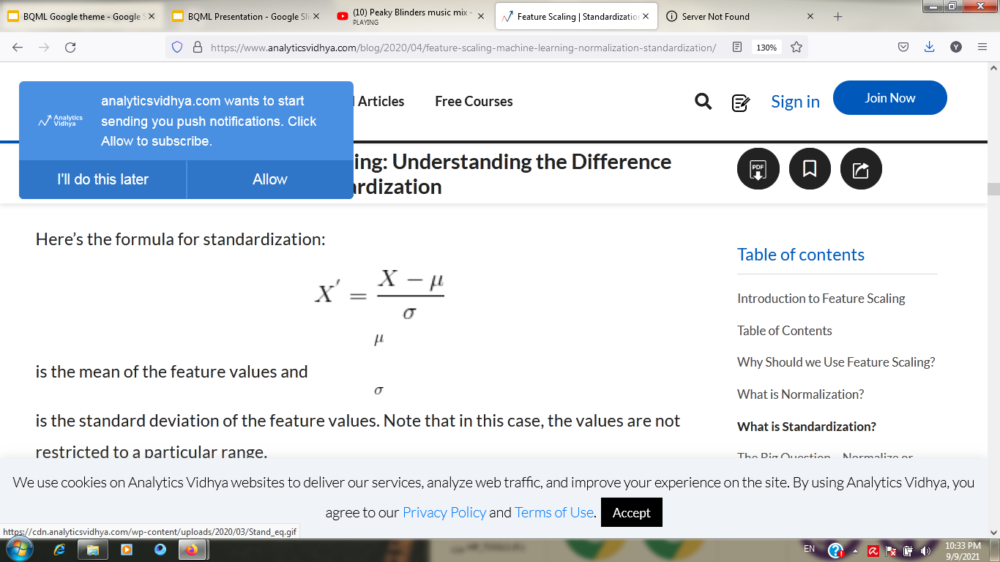 BQML Google theme - Google S
BQML Presentation - Google Sli
(10) Peaky Blinders music mix -
PLAYING
Feature Scaling | Standardization
Server Not Found
https://www.analyticsvidhya.com/blog/2020/04/feature-scaling-machine-learning-normalization-standardization/
130%
Y
analyticsvidhya.com wants to start
sending you push notifications. Click
Allow to subscribe.
Analytics
Vidhya
I'll do this later
Allow
Articles
Free Courses
Sign in
Join Now
ing: Understanding the Difference
ardization
PDF
Here's the formula for standardization:
X' = (X − μ) / σ
μ
is the mean of the feature values and
σ
is the standard deviation of the feature values. Note that in this case, the values are not
restricted to a particular range.
Table of contents
Introduction to Feature Scaling
Table of Contents
Why Should we Use Feature Scaling?
What is Normalization?
What is Standardization?
The Big Question – Normalize or
We use cookies on Analytics Vidhya websites to deliver our services, analyze web traffic, and improve your experience on the site. By using Analytics Vidhya, you
agree to our Privacy Policy and Terms of Use. Accept
https://cdn.analyticsvidhya.com/wp-content/uploads/2020/03/Stand_eq.gif
EN
10:33 PM
9/9/2021